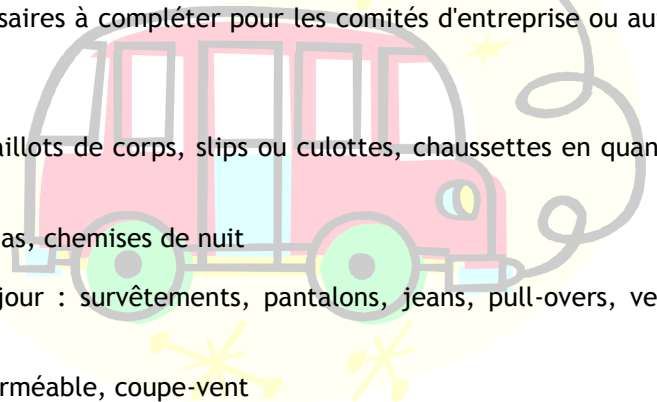 saires à compléter pour les comités d'entreprise ou au
aillots de corps, slips ou culottes, chaussettes en quan
as, chemises de nuit
jour : survêtements, pantalons, jeans, pull-overs, ve
erméable, coupe-vent